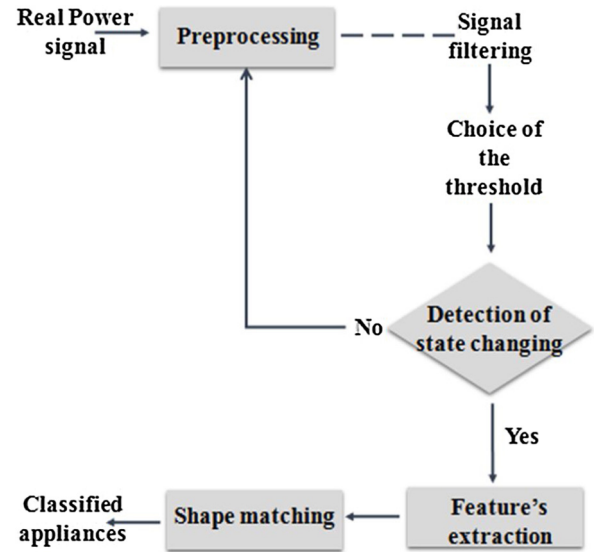 Real Power
signal
Preprocessing
Signal
filtering
Choice of
the
threshold
Detection of
state changing
No
Yes
Feature's
extraction
Shape matching
Classified
appliances